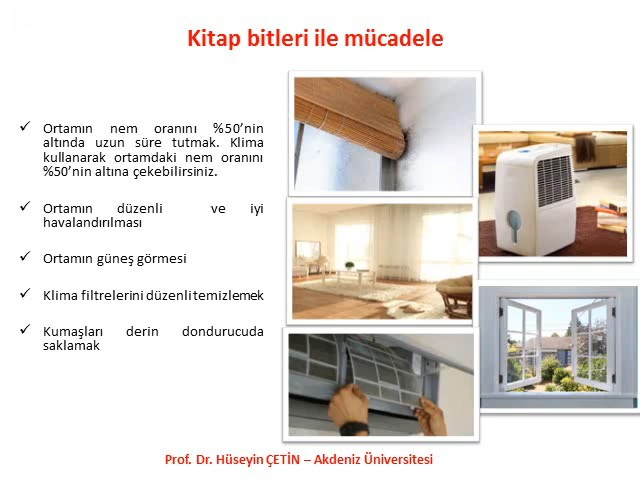 Kitap bitleri ile mücadele
✓ Ortamın nem oranını %50’nin
altında uzun süre tutmak. Klima
kullanarak ortamdaki nem oranını
%50’nin altına çekebilirsiniz.
✓ Ortamın düzenli ve iyi
havalandırılması
✓ Ortamın güneş görmesi
✓ Klima filtrelerini düzenli temizlemek
✓ Kumaşları derin dondurucuda
saklamak
Prof. Dr. Hüseyin ÇETİN – Akdeniz Üniversitesi